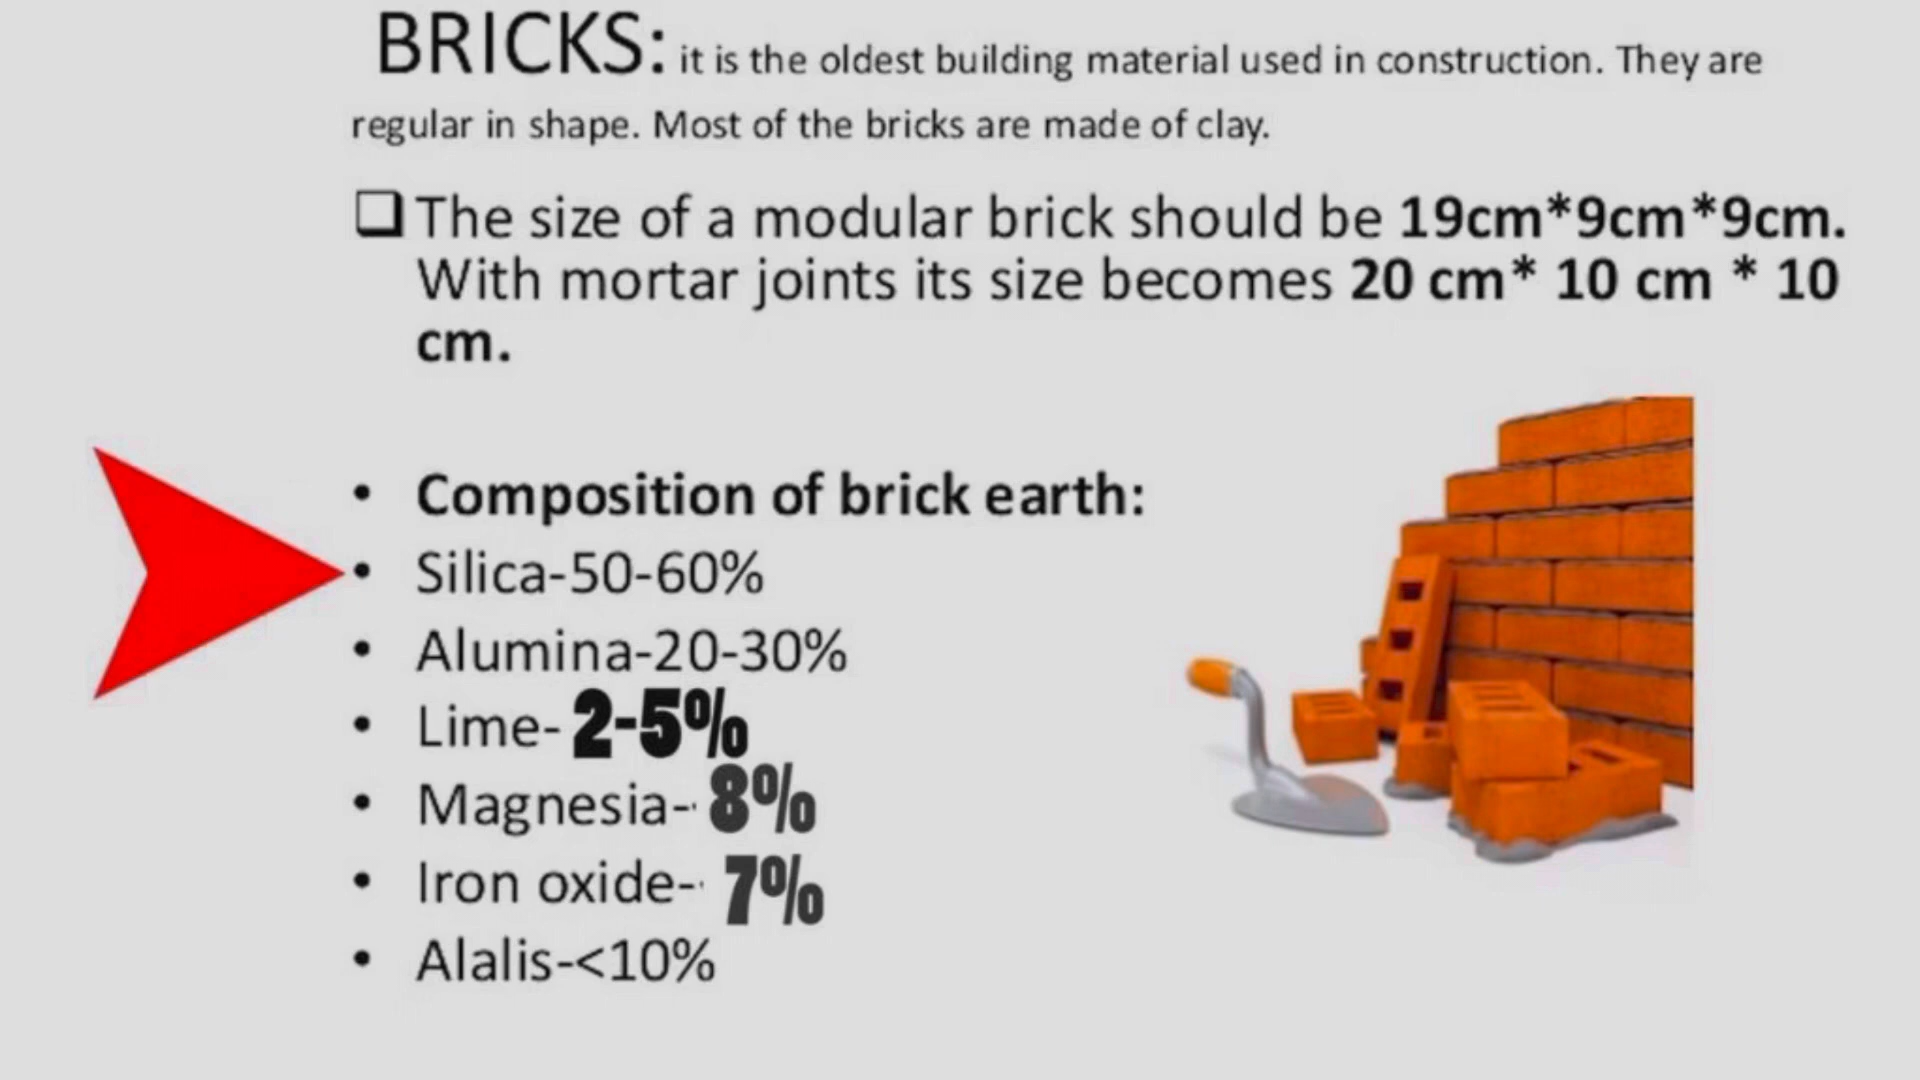 BRICKS: it is the oldest building material used in construction. They are
regular in shape. Most of the bricks are made of clay.
❑ The size of a modular brick should be 19cm*9cm*9cm.
With mortar joints its size becomes 20 cm* 10 cm * 10
cm.
• Composition of brick earth:
• Silica-50-60%
• Alumina-20-30%
• Lime- 2-5%
• Magnesia- 8%
• Iron oxide- 7%
• Alalis-<10%